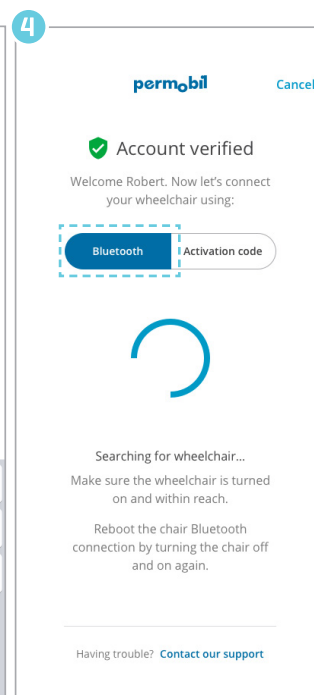 4
permobil
Cancel
Account verified
Welcome Robert. Now let's connect
your wheelchair using:
Bluetooth
Activation code
Searching for wheelchair...
Make sure the wheelchair is turned
on and within reach.
Reboot the chair Bluetooth
connection by turning the chair off
and on again.
Having trouble? Contact our support